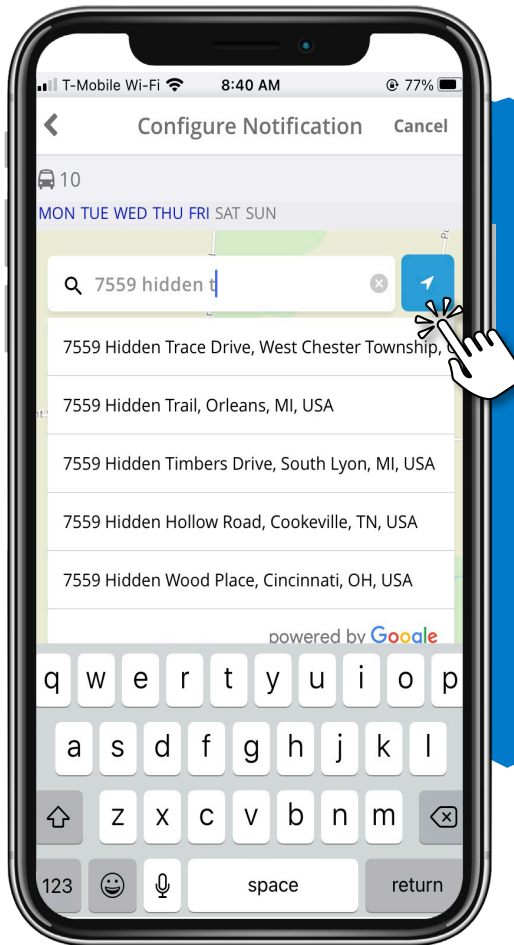 T-Mobile Wi-Fi 8:40 AM 77%
Configure Notification Cancel
10
MON TUE WED THU FRI SAT SUN
7559 hidden t
7559 Hidden Trace Drive, West Chester Township,
7559 Hidden Trail, Orleans, MI, USA
7559 Hidden Timbers Drive, South Lyon, MI, USA
7559 Hidden Hollow Road, Cookeville, TN, USA
7559 Hidden Wood Place, Cincinnati, OH, USA
powered by Google
q w e r t y u i o p
a s d f g h j k l
z x c v b n m
123 space return